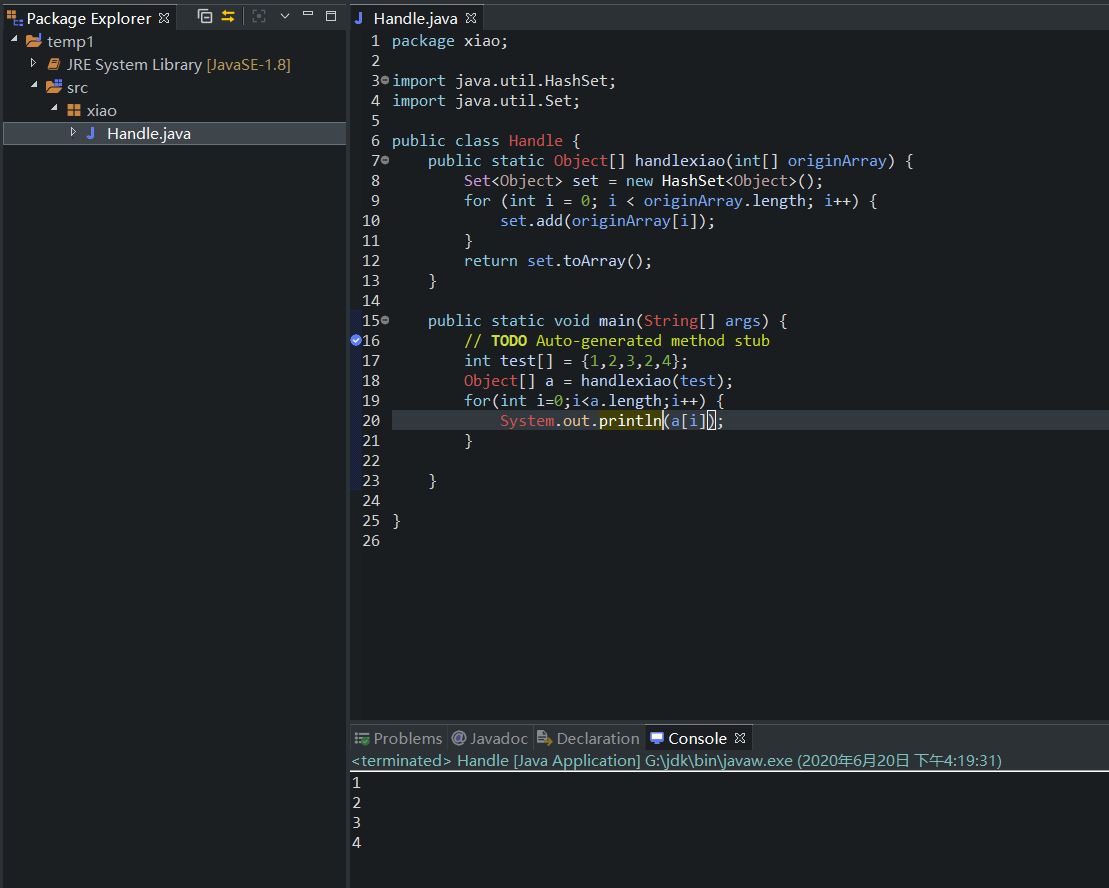 Package Explorer
temp1
JRE System Library [JavaSE-1.8]
src
xiao
Handle.java
Handle.java
1 package xiao;
2
3 import java.util.HashSet;
4 import java.util.Set;
5
6 public class Handle {
7     public static Object[] handlexiao(int[] originArray) {
8         Set<Object> set = new HashSet<Object>();
9         for (int i = 0; i < originArray.length; i++) {
10             set.add(originArray[i]);
11         }
12         return set.toArray();
13     }
14
15     public static void main(String[] args) {
16         // TODO Auto-generated method stub
17         int test[] = {1,2,3,2,4};
18         Object[] a = handlexiao(test);
19         for(int i=0;i<a.length;i++) {
20             System.out.println(a[i]);
21         }
22
23     }
24
25 }
26
Problems @ Javadoc Declaration Console
<terminated> Handle [Java Application] G:\jdk\bin\javaw.exe (2020年6月20日 下午4:19:31)
1
2
3
4